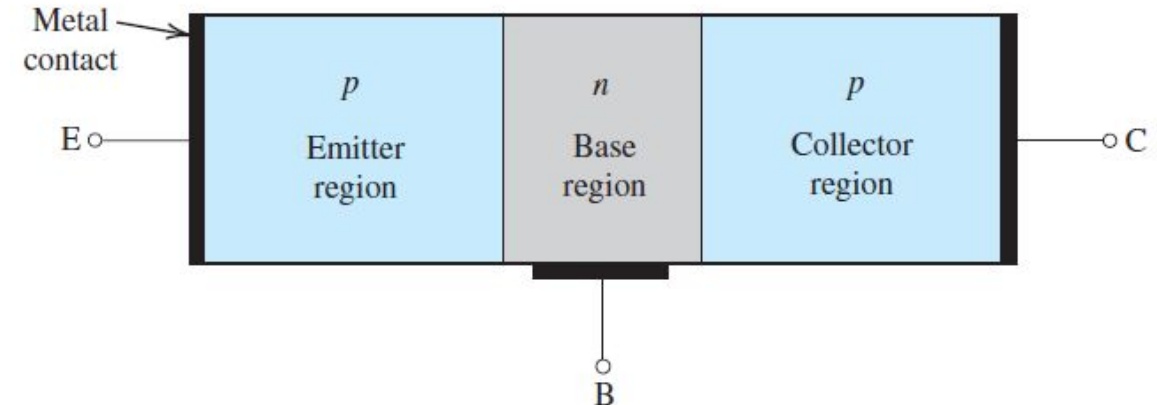 Metal
contact
p
n
p
E
Emitter
region
Base
region
Collector
region
C
B